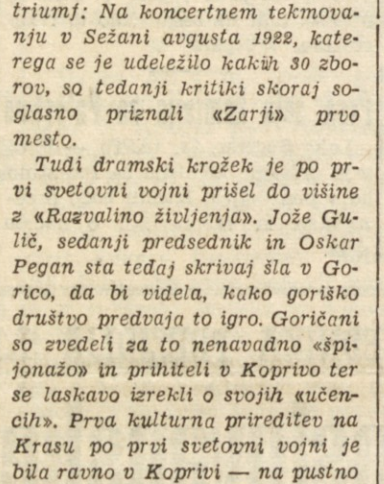 triumf: Na koncertnem tekmova-
nju v Sežani avgusta 1922, kate-
rega se je udeležilo kakih 30 zbo-
rov, so tedanji kritiki skoraj so-
glasno priznali «Zarji» prvo
mesto.
Tudi dramski krožek je po pr-
vi svetovni vojni prišel do višine
z «Razvalino življenja». Jože Gu-
lič, sedanji predsednik in Oskar
Pegan sta tedaj skrivaj šla v Go-
rico, da bi videla, kako goriško
društvo predvaja to igro. Goričani
so zvedeli za to nenavadno «špi-
jonažo» in prihiteli v Koprivo ter
se laskavo izrekli o svojih «učen-
cih». Prva kulturna prireditev na
Krasu po prvi svetovni vojni je
bila ravno v Koprivi — na pustno